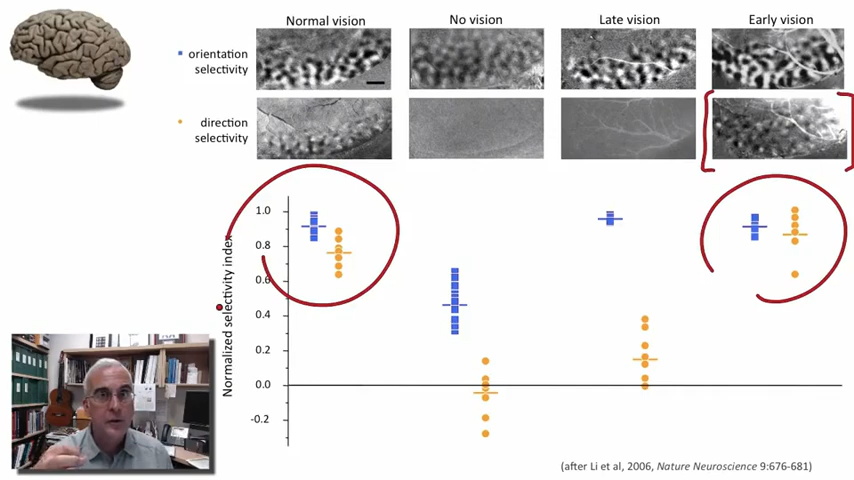 Normal vision
No vision
Late vision
Early vision
orientation
selectivity
direction
selectivity
Normalized selectivity index
1.0
0.8
0.6
0.4
0.2
0.0
-0.2
(after Li et al, 2006, Nature Neuroscience 9:676-681)